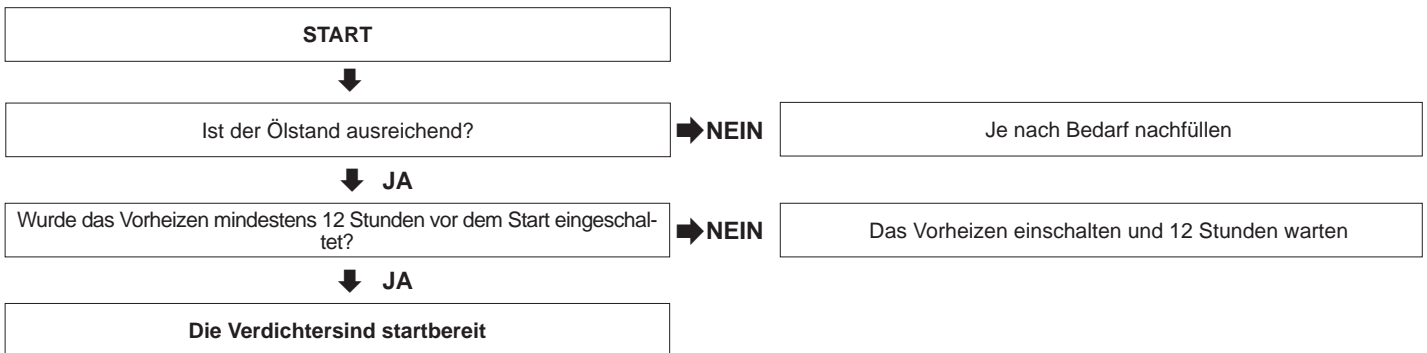 START
Ist der Ölstand ausreichend?
NEIN
Je nach Bedarf nachfüllen
JA
Wurde das Vorheizen mindestens 12 Stunden vor dem Start eingeschal-
tet?
NEIN
Das Vorheizen einschalten und 12 Stunden warten
JA
Die Verdichtersind startbereit